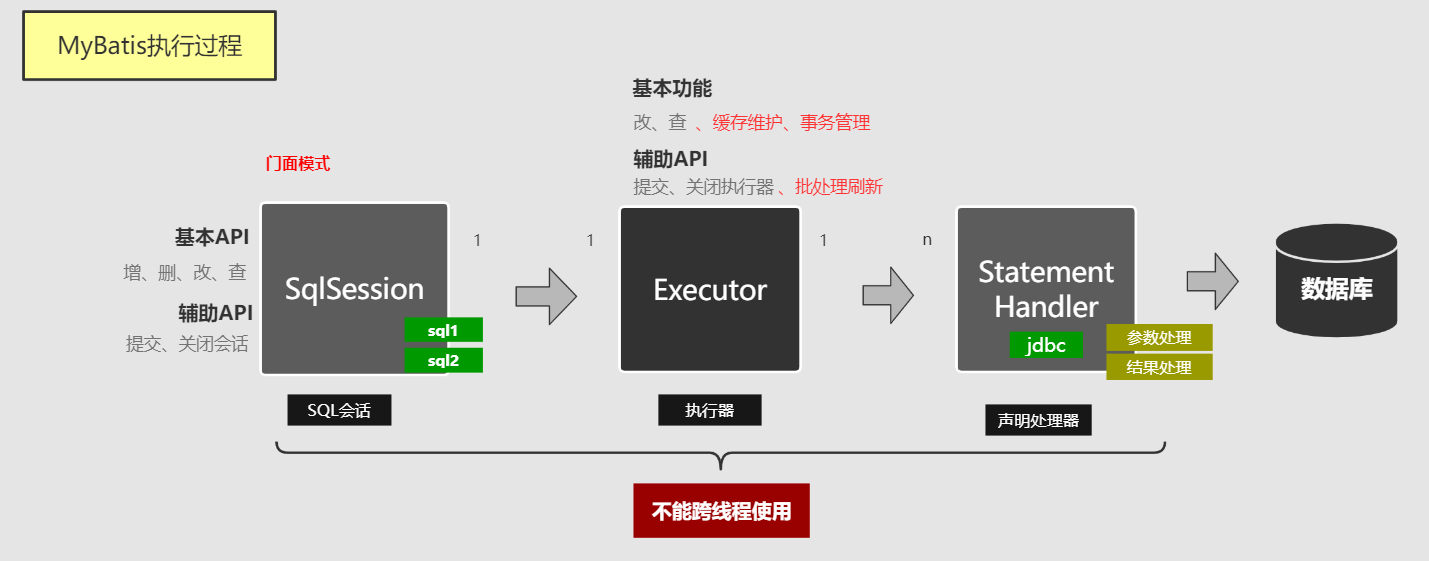 MyBatis执行过程
基本功能
改、查 、缓存维护、事务管理
辅助API
提交、关闭执行器 、批处理刷新
门面模式
基本API
增、删、改、查
辅助API
提交、关闭会话
SqlSession
sql1
sql2
SQL会话
1
1
Executor
执行器
1
n
Statement
Handler
jdbc
参数处理
结果处理
声明处理器
数据库
不能跨线程使用